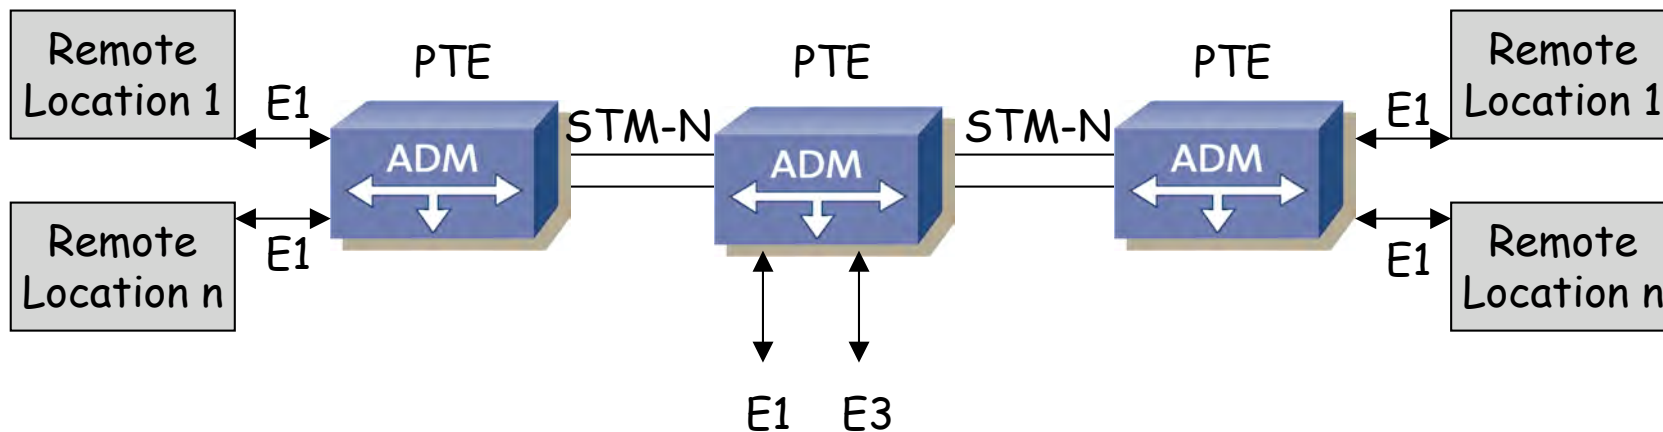 Remote
Location 1
E1
PTE
ADM
STM-N
PTE
ADM
STM-N
PTE
ADM
E1
Remote
Location 1
Remote
Location n
E1
E1
Remote
Location n
E1
E3